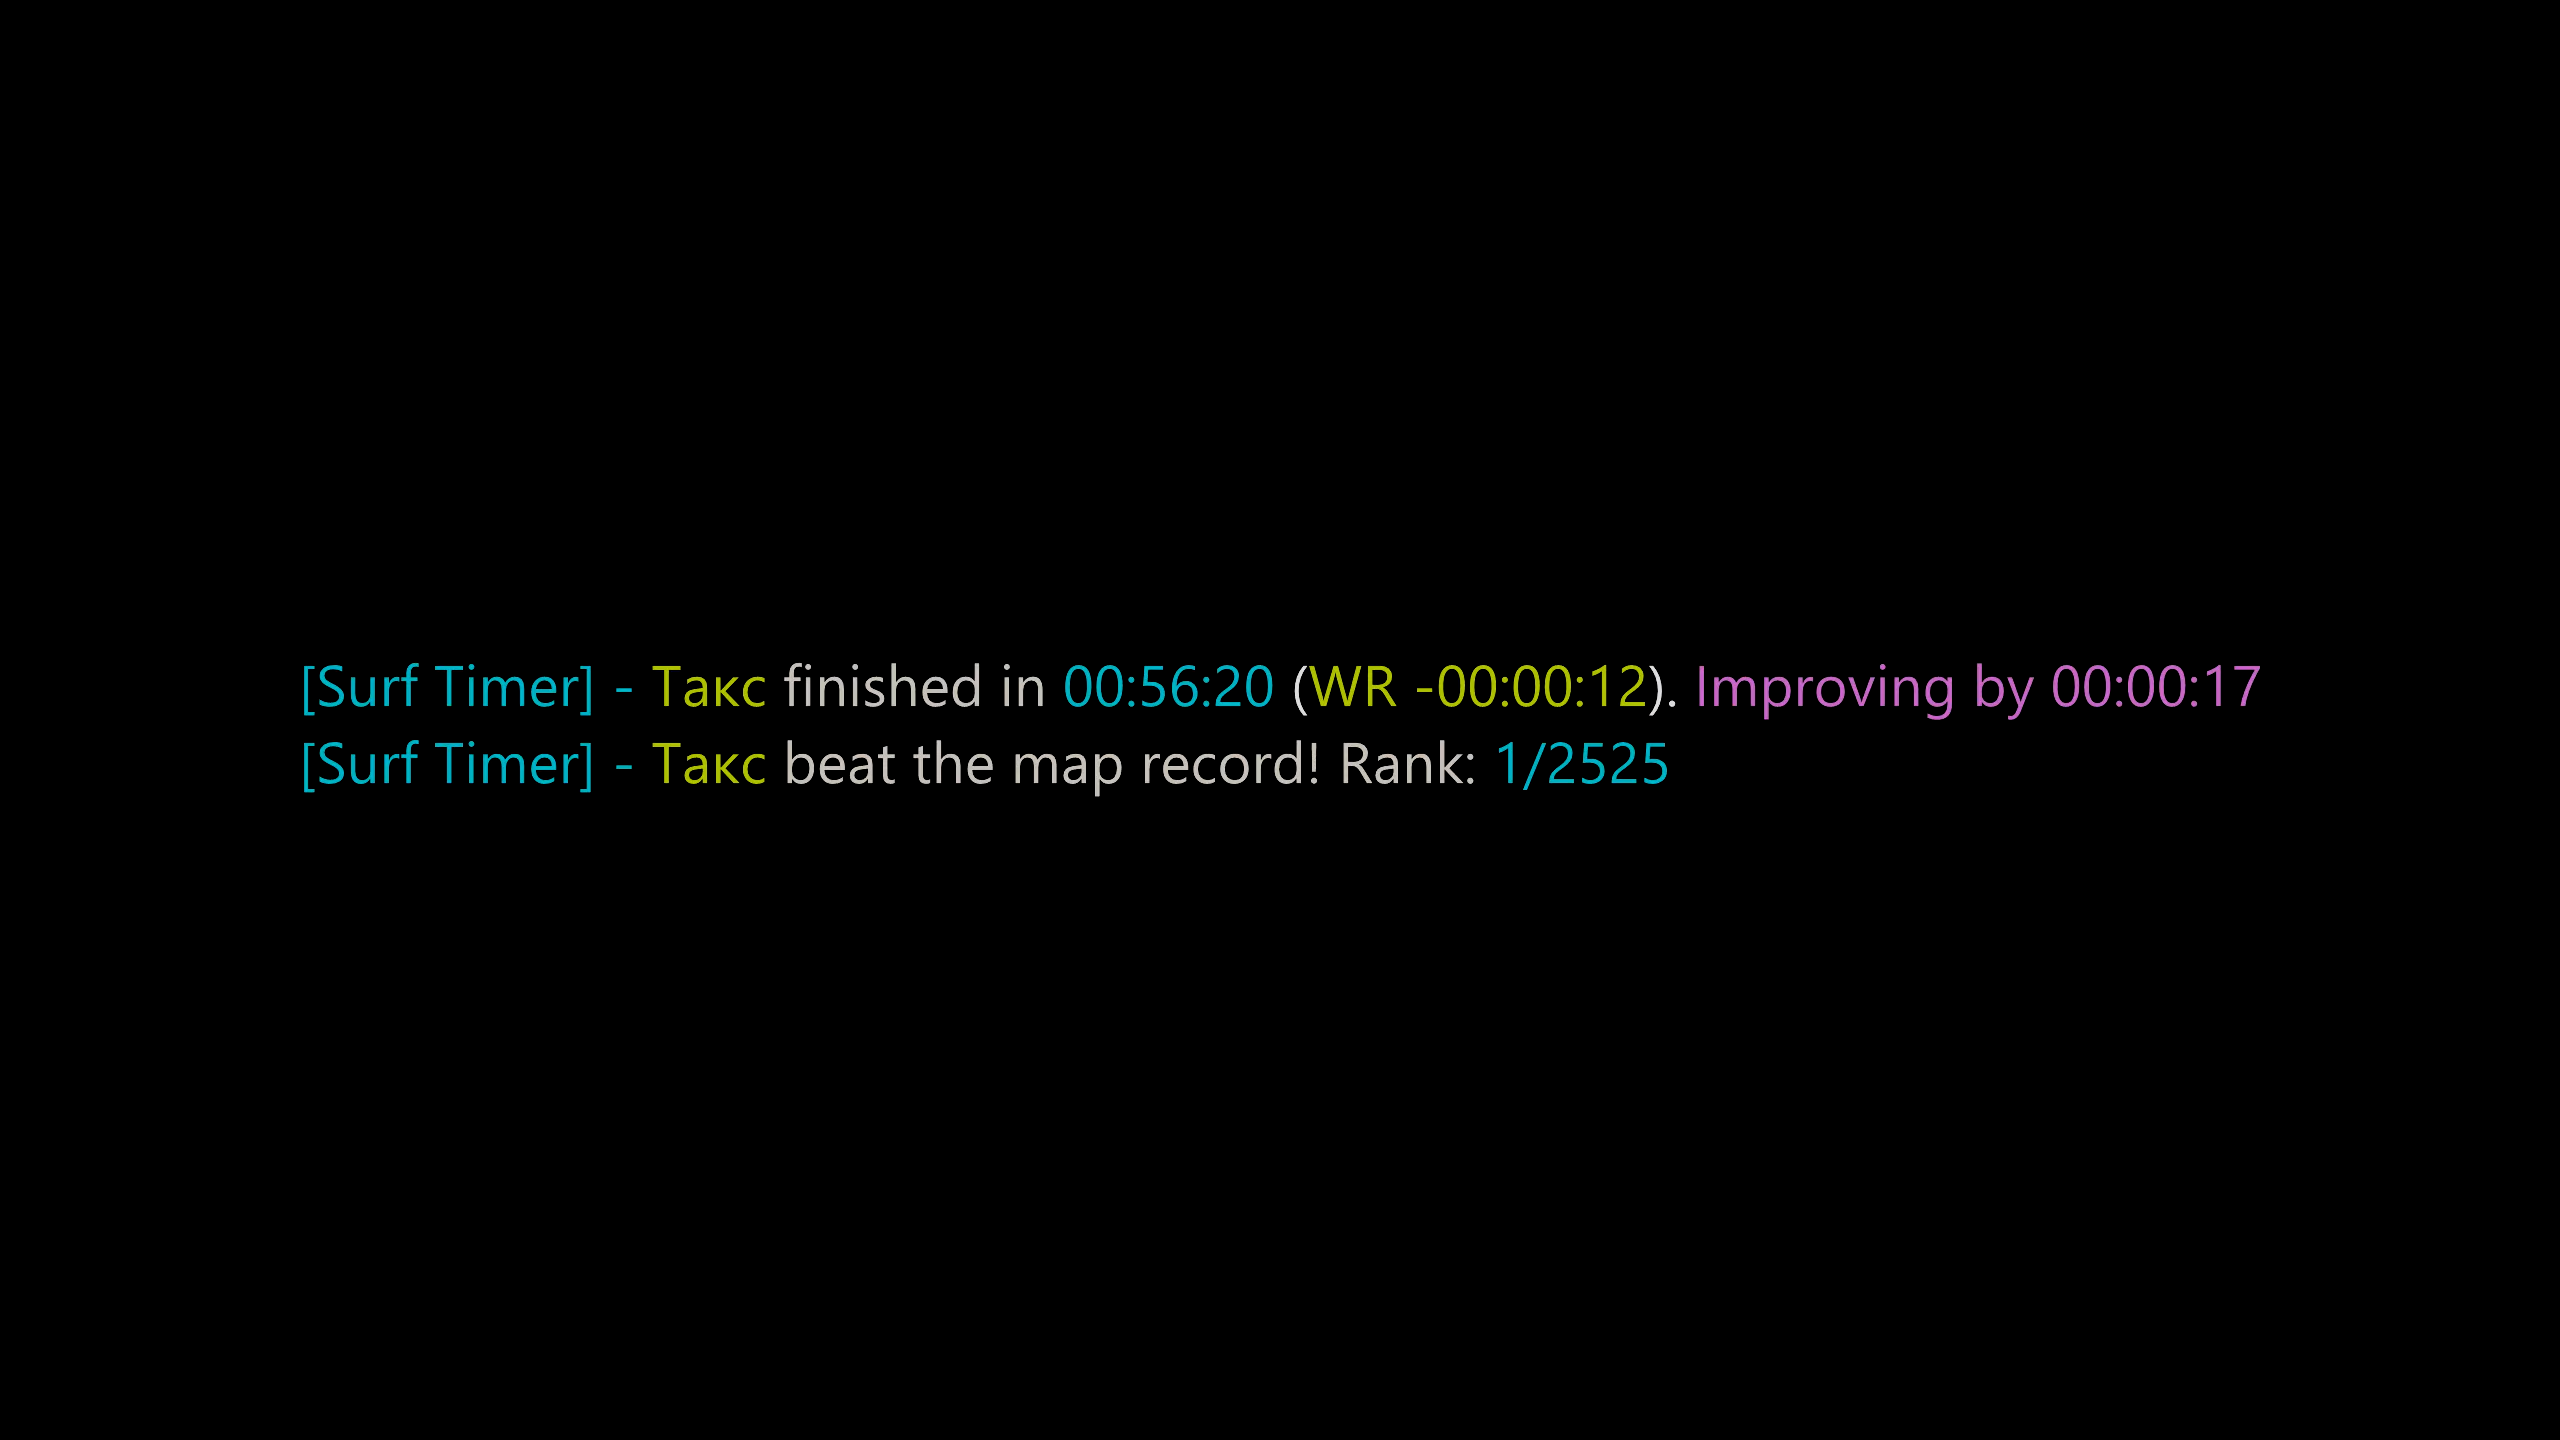 [Surf Timer] - Такс finished in 00:56:20 (WR -00:00:12). Improving by 00:00:17
[Surf Timer] - Такс beat the map record! Rank: 1/2525